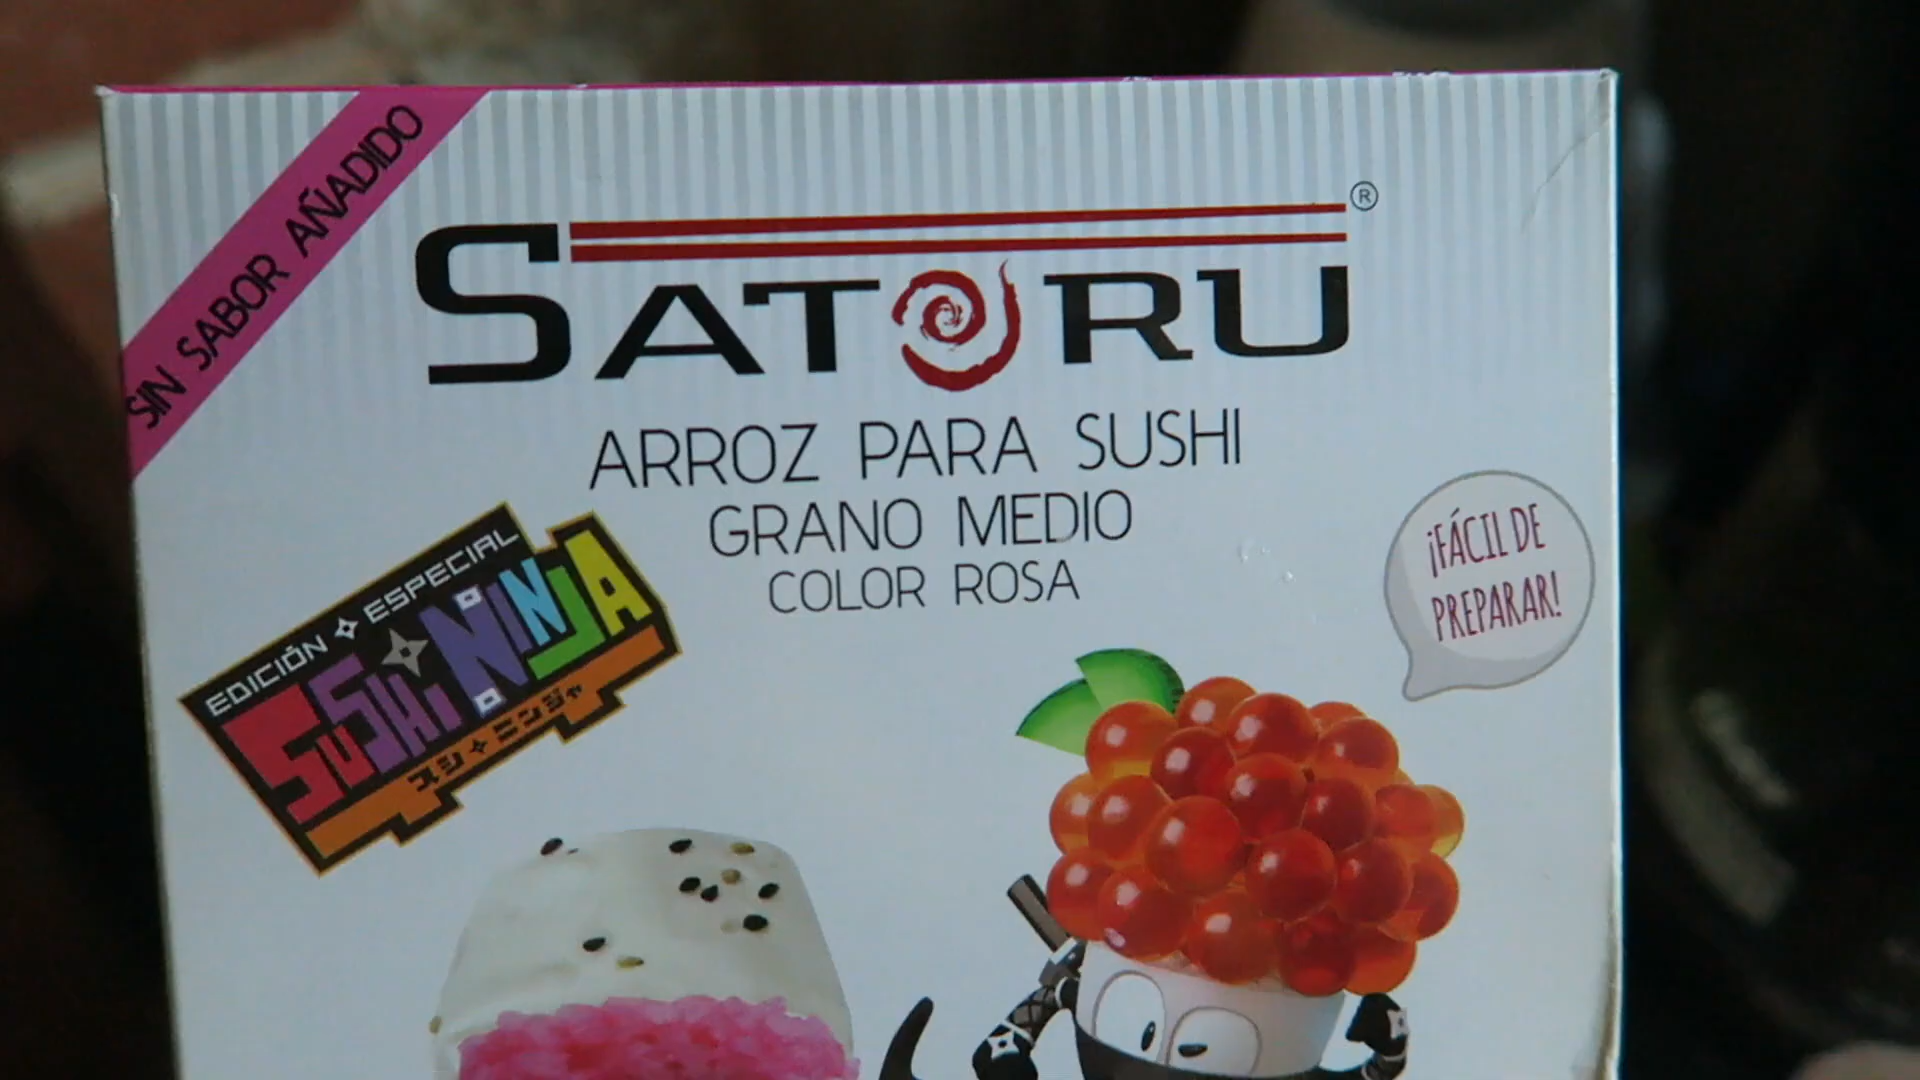 SIN SABOR AÑADIDO
SATORU®
ARROZ PARA SUSHI
GRANO MEDIO
COLOR ROSA
EDICIÓN ESPECIAL
SUSHI NINJA
スシ ニンジャ
¡FÁCIL DE
PREPARAR!